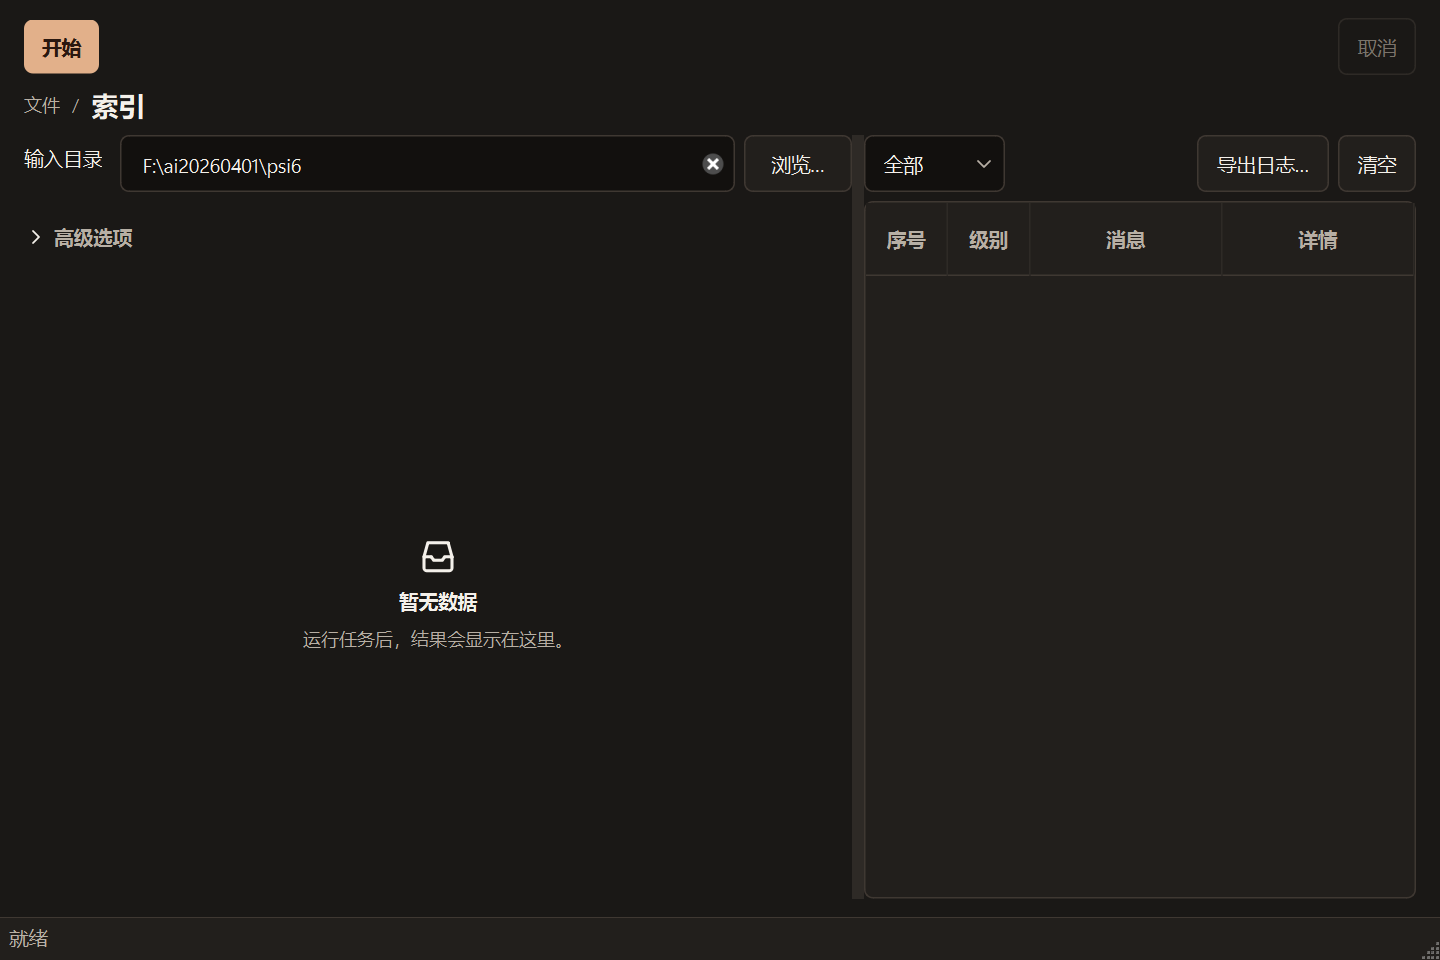 开始
取消
文件 / 索引
输入目录 F:\ai20260401\psi6 浏览... 全部 导出日志... 清空
高级选项
序号 级别 消息 详情
暂无数据
运行任务后，结果会显示在这里。
就绪